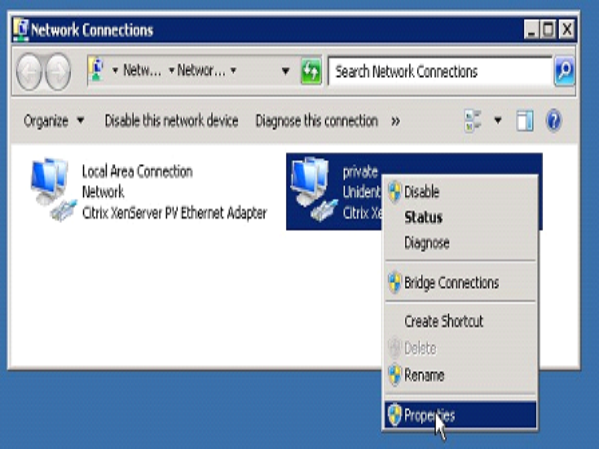 Network Connections
Netw... Networ...
Search Network Connections
Organize
Disable this network device
Diagnose this connection
»
Local Area Connection
Network
Citrix XenServer PV Ethernet Adapter
private
Unident
Citrix Xe
Disable
Status
Diagnose
Bridge Connections
Create Shortcut
Delete
Rename
Properties